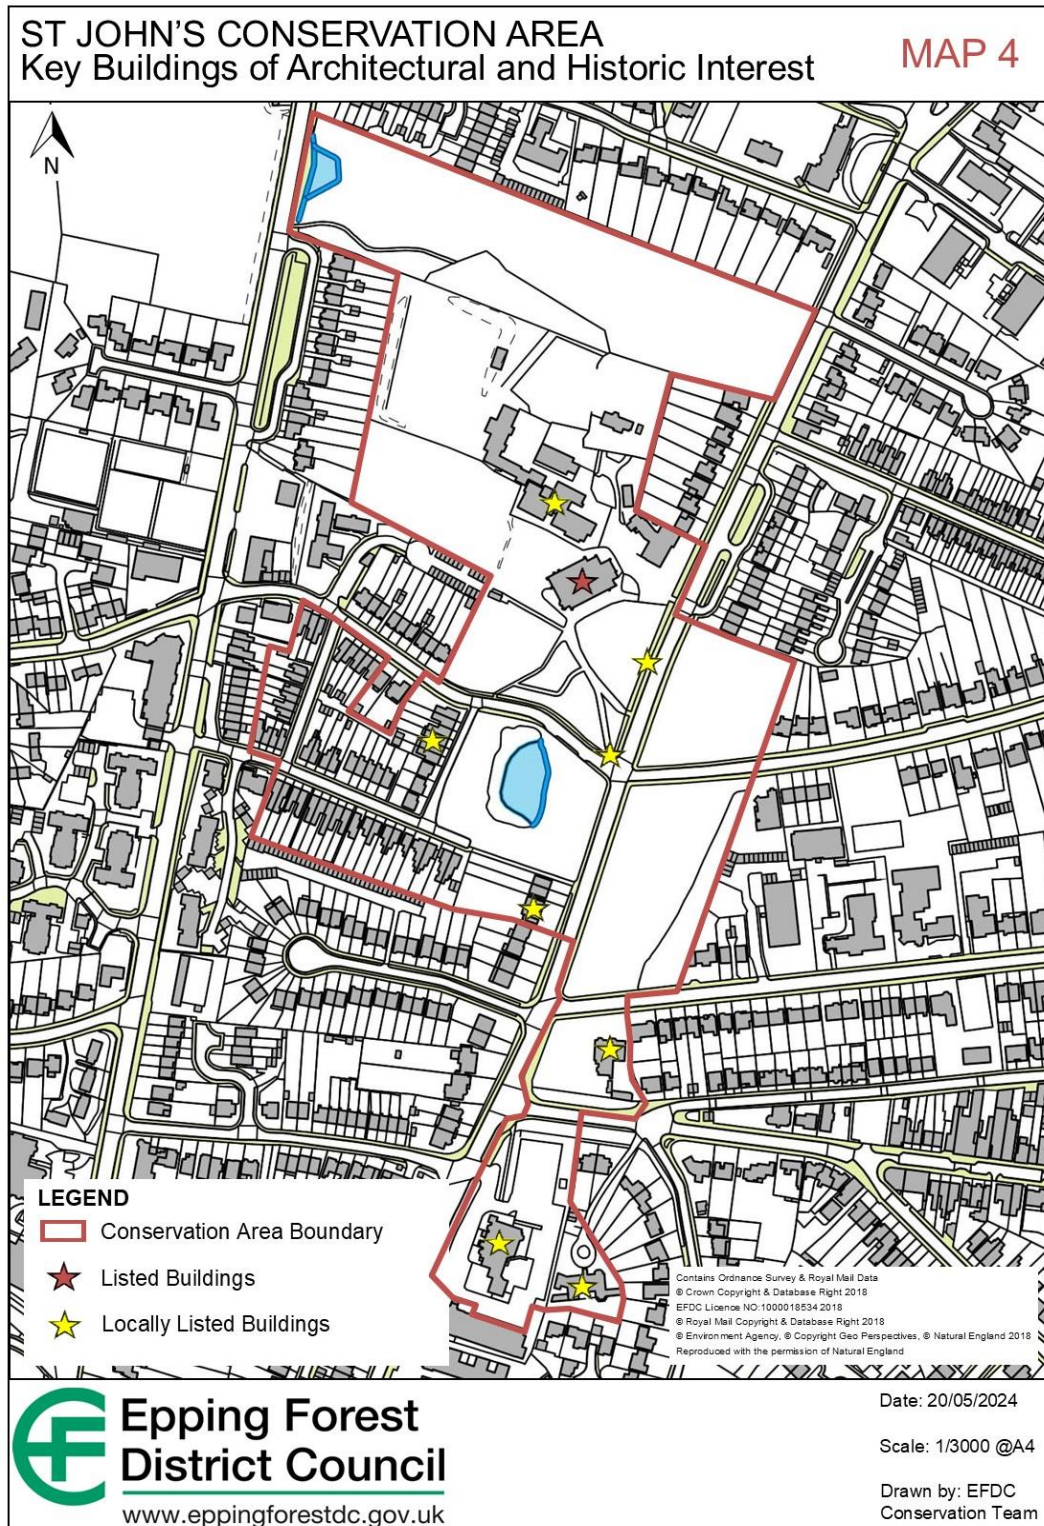 ST JOHN'S CONSERVATION AREA
Key Buildings of Architectural and Historic Interest
MAP 4
N
LEGEND
Conservation Area Boundary
Listed Buildings
Locally Listed Buildings
Contains Ordnance Survey & Royal Mail Data
© Crown Copyright & Database Right 2018
EFDC Licence NO:1000018534 2018
© Royal Mail Copyright & Database Right 2018
© Environment Agency, © Copyright Geo Perspectives, © Natural England 2018
Reproduced with the permission of Natural England
Epping Forest
District Council
www.eppingforestdc.gov.uk
Date: 20/05/2024
Scale: 1/3000 @A4
Drawn by: EFDC
Conservation Team